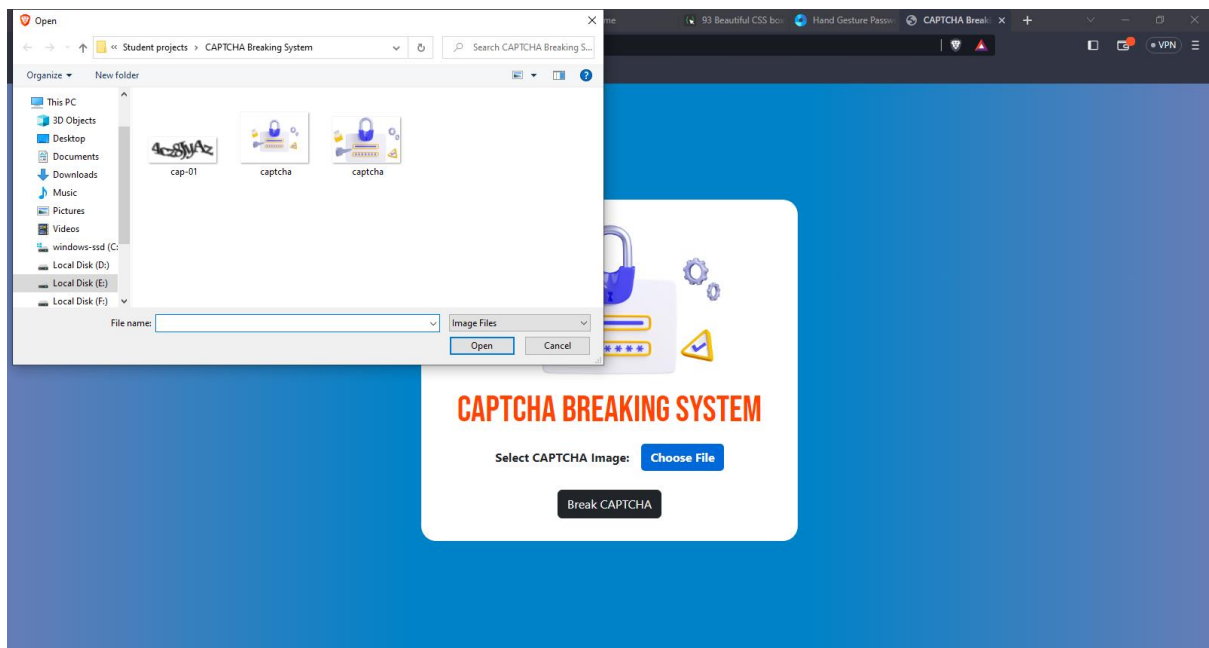 Open
« Student projects > CAPTCHA Breaking System
Search CAPTCHA Breaking S...
Organize
New folder
This PC
3D Objects
Desktop
Documents
Downloads
Music
Pictures
Videos
windows-ssd (C:
Local Disk (D:)
Local Disk (E:)
Local Disk (F:)
cap-01
captcha
captcha
File name:
Image Files
Open
Cancel
me
93 Beautiful CSS box
Hand Gesture Passw
CAPTCHA Breaki
VPN
CAPTCHA BREAKING SYSTEM
Select CAPTCHA Image:
Choose File
Break CAPTCHA